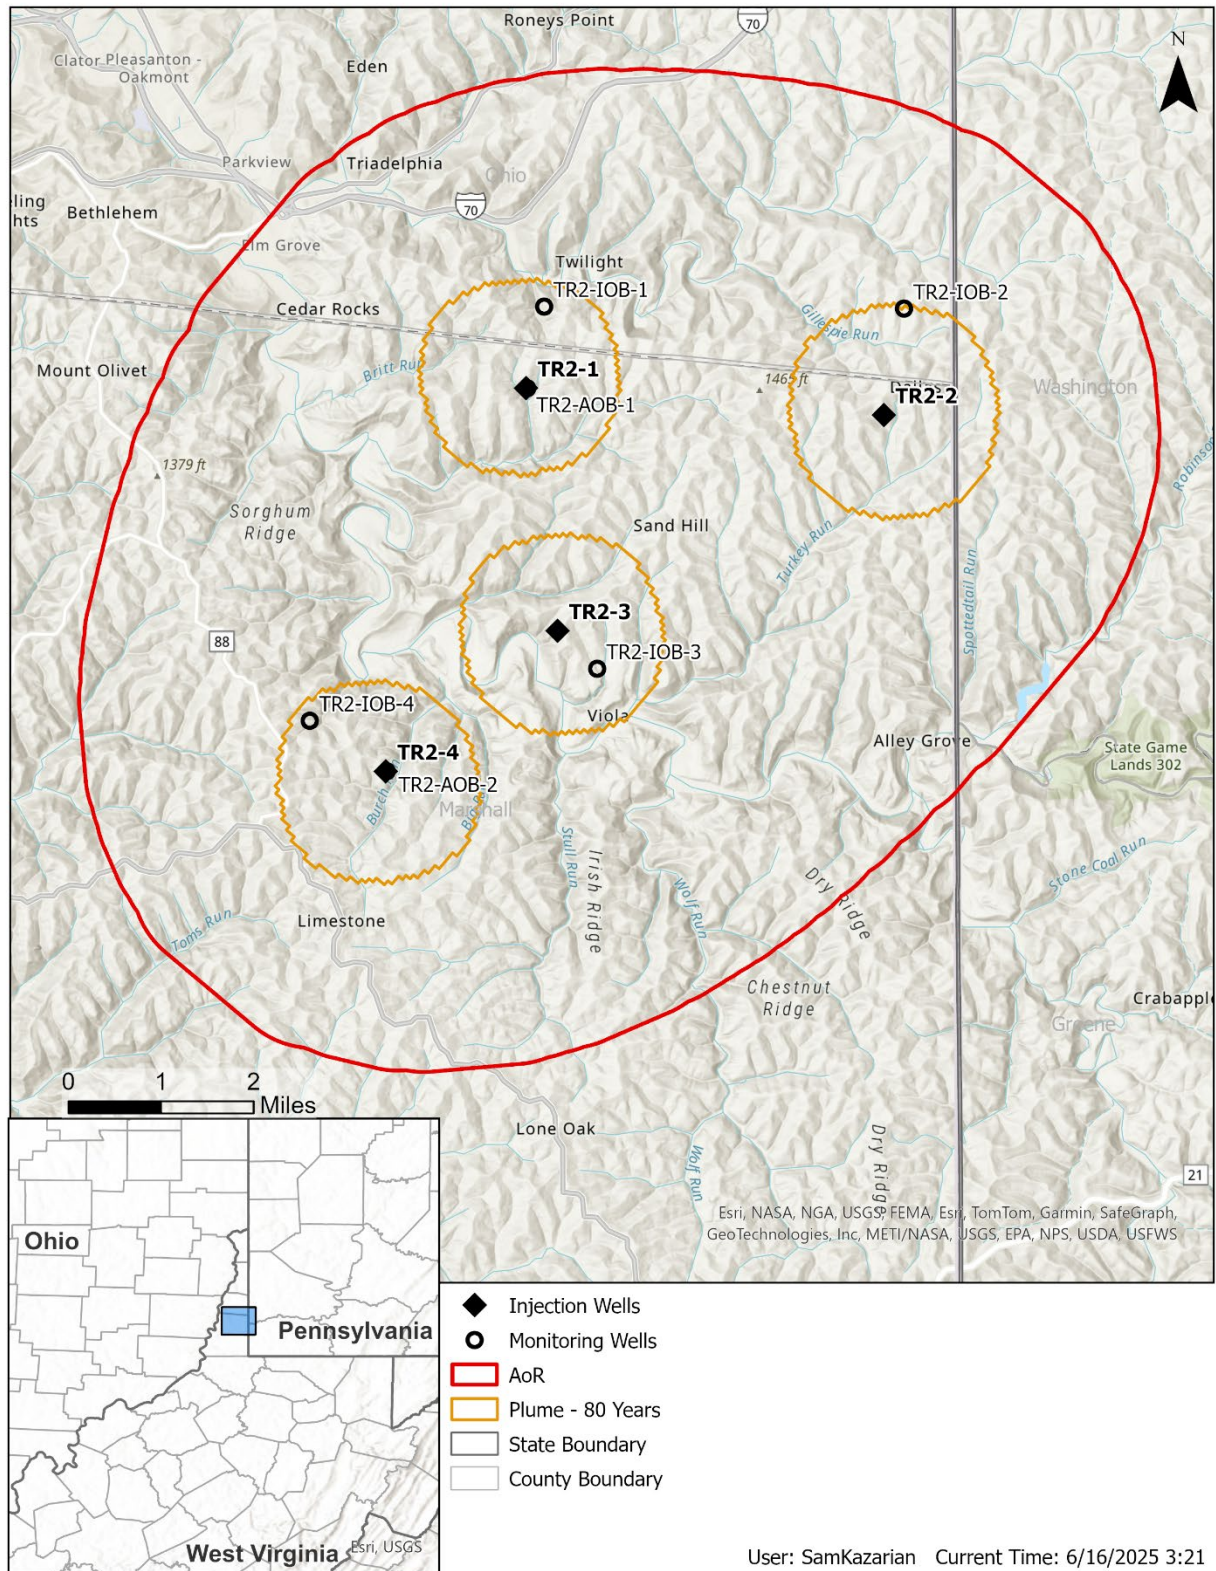 Roneys Point
70
N
Clator
Pleasanton -
Oakmont
Eden
Parkview
Triadelphia
Ohio
70
Bethlehem
Elm Grove
Twilight
TR2-IOB-1
TR2-IOB-2
Cedar Rocks
Gillespie Run
Mount Olivet
Britt Run
TR2-1
TR2-AOB-1
1465 ft
TR2-2
Washington
1379 ft
Robinson
Sorghum
Ridge
Sand Hill
Turkey Run
Spottedtail Run
TR2-3
88
TR2-IOB-3
TR2-IOB-4
Viola
TR2-4
Alley Grove
State Game
Lands 302
TR2-AOB-2
Marshall
Stull Run
Irish Ridge
Wolf Run
Dry Ridge
Stone Coal Run
Limestone
Toms Run
Chestnut
Ridge
Crabapple
Greene
0 1 2
Miles
Lone Oak
Wolf Run
Dry Ridge
21
Esri, NASA, NGA, USGS, FEMA, Esri, TomTom, Garmin, SafeGraph,
GeoTechnologies, Inc, METI/NASA, USGS, EPA, NPS, USDA, USFWS
Ohio
Pennsylvania
West Virginia
Esri, USGS
Injection Wells
Monitoring Wells
AoR
Plume - 80 Years
State Boundary
County Boundary
User: SamKazarian Current Time: 6/16/2025 3:21